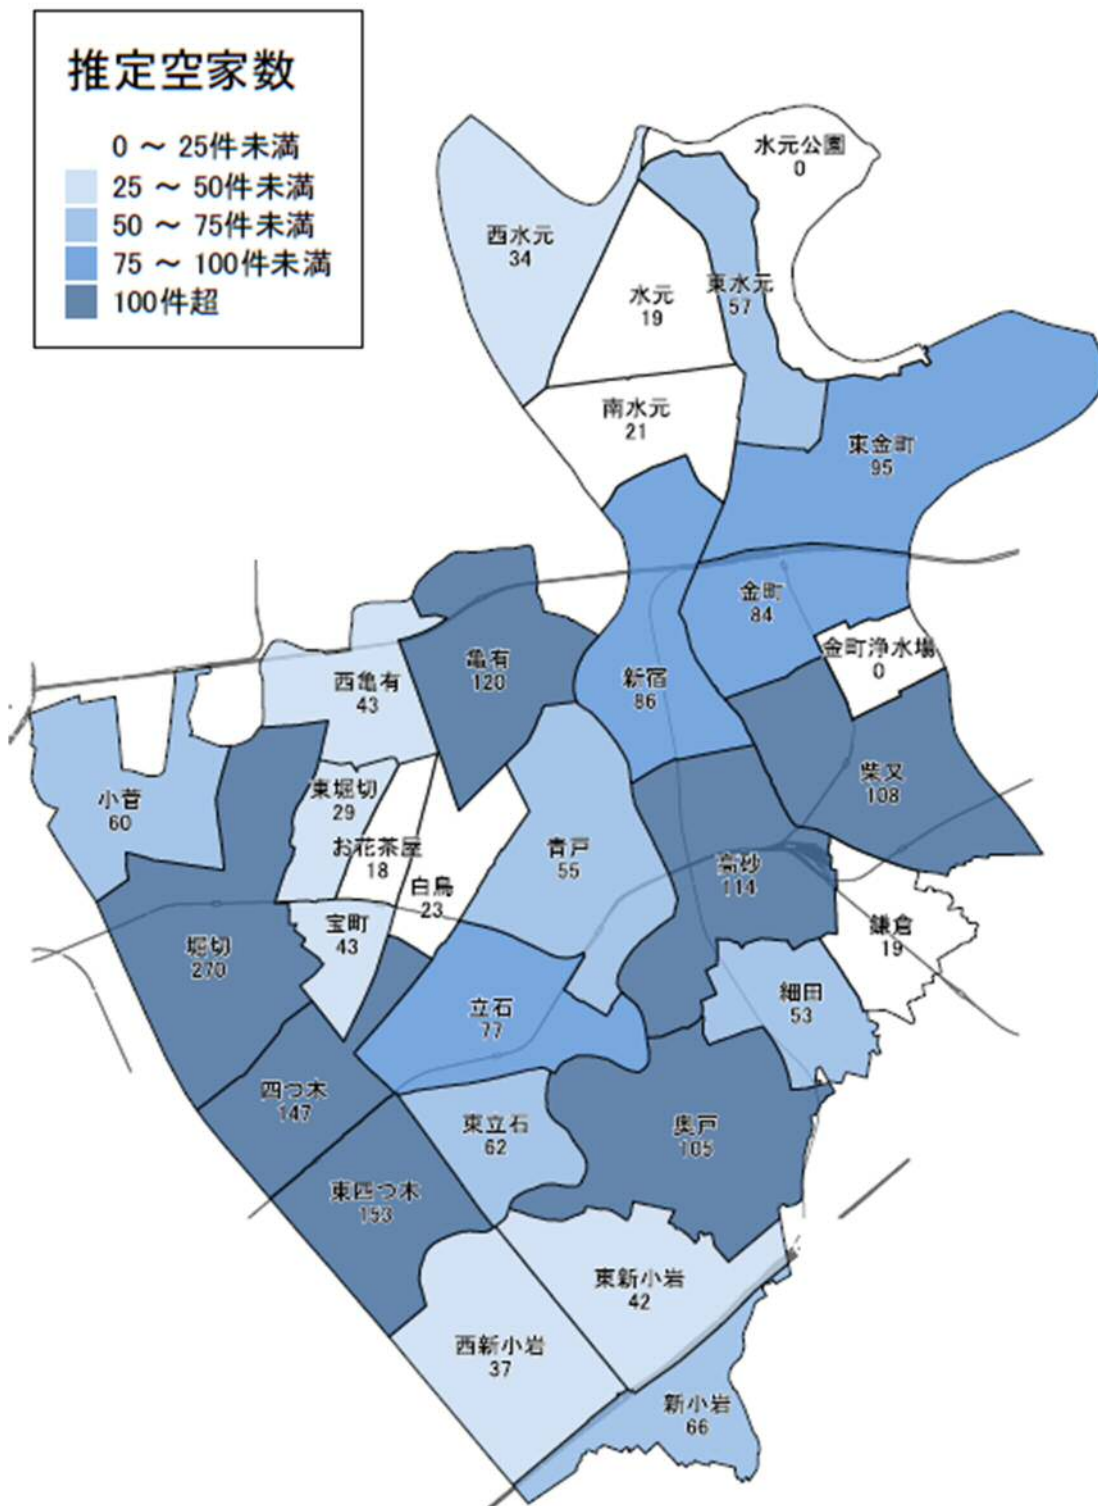 推定空家数
0 ～ 25件未満
25 ～ 50件未満
50 ～ 75件未満
75 ～ 100件未満
100件超
水元公園
0
西水元
34
東水元
57
水元
19
南水元
21
東金町
95
金町
84
金町浄水場
0
亀有
120
新宿
86
西亀有
43
柴又
108
小菅
60
東堀切
29
お花茶屋
18
青戸
55
高砂
114
白鳥
23
宝町
43
鎌倉
19
堀切
270
細田
53
立石
77
四つ木
147
東立石
62
奥戸
105
東四つ木
153
東新小岩
42
西新小岩
37
新小岩
66